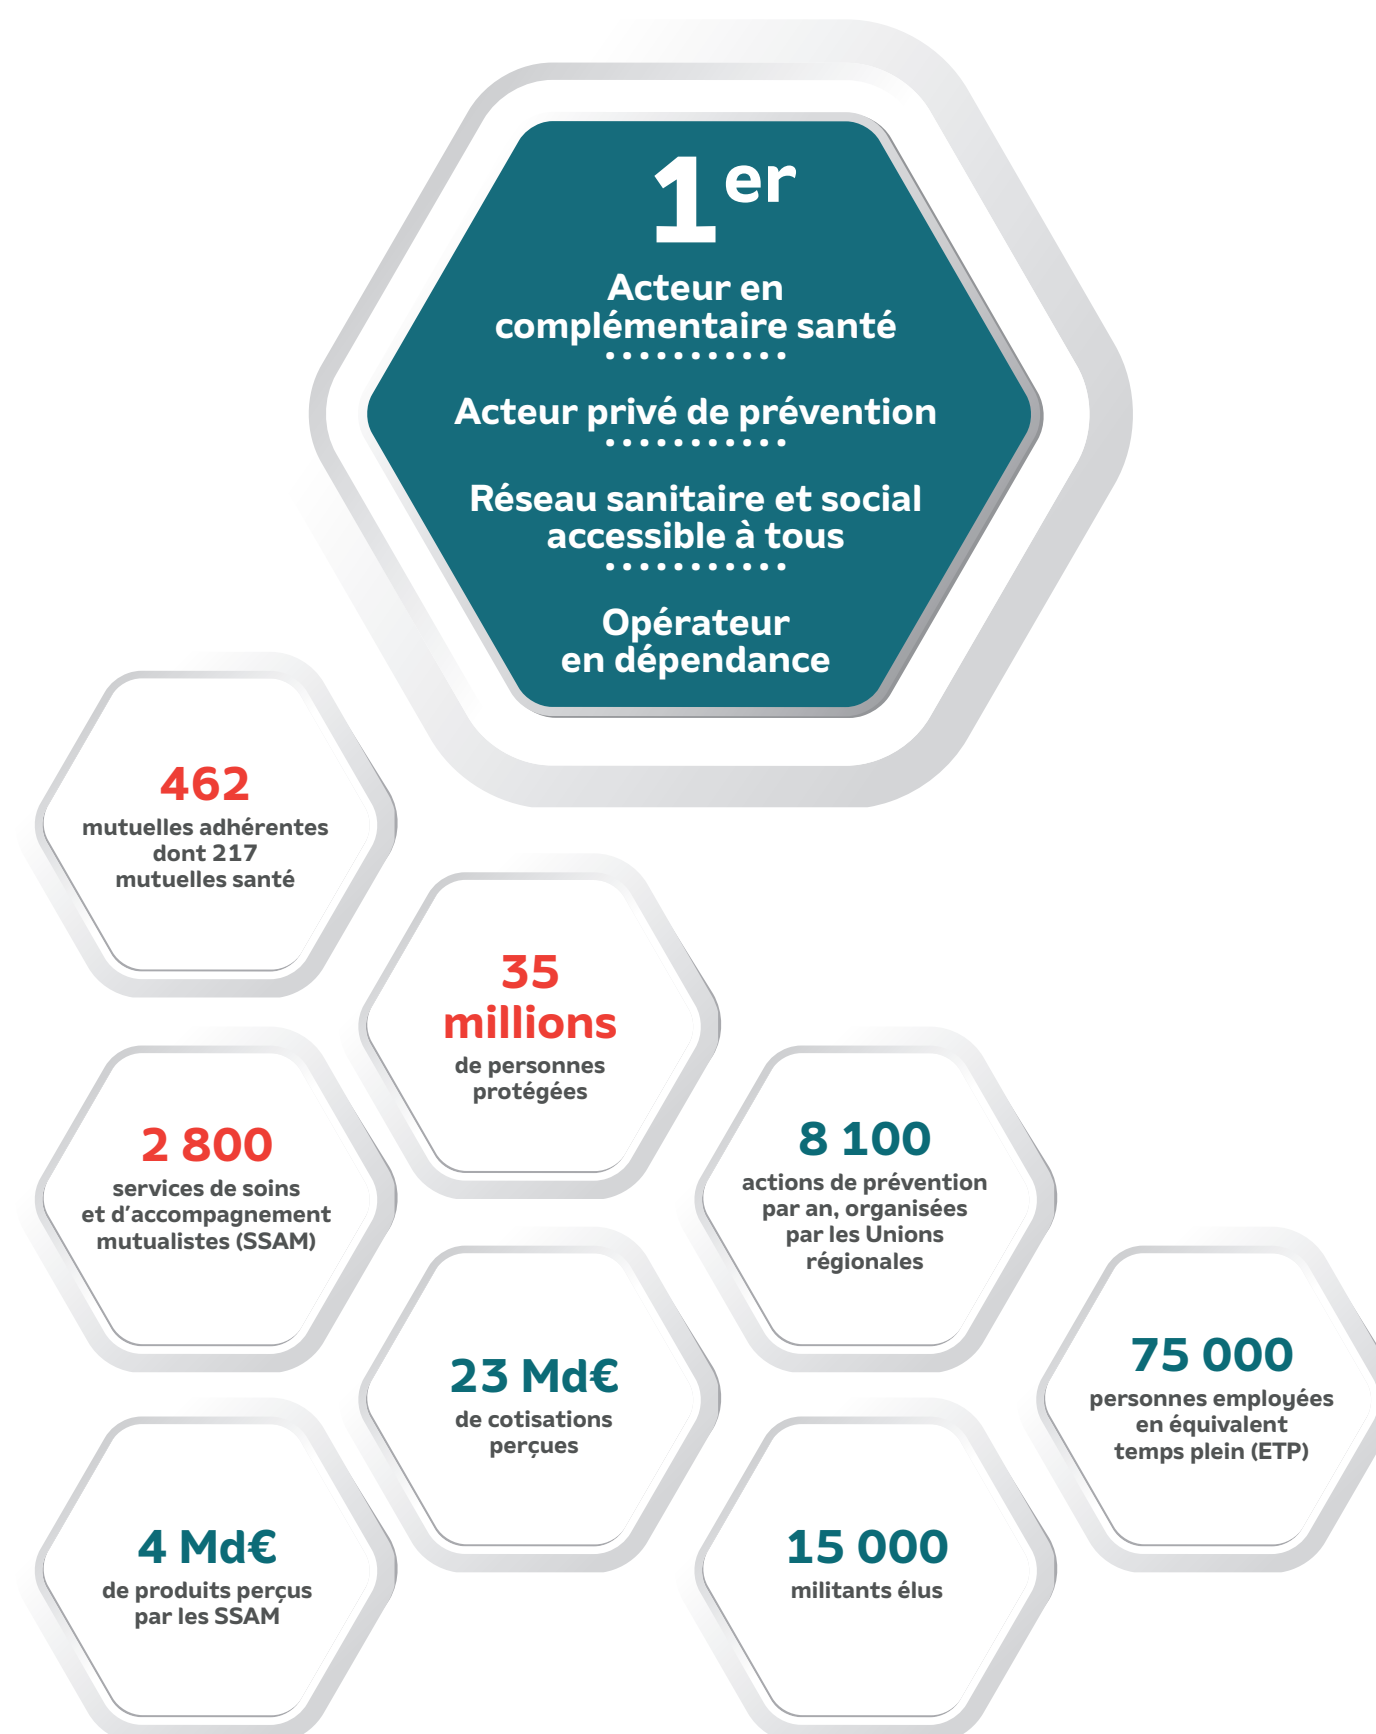 1er
Acteur en
complémentaire santé
Acteur privé de prévention
Réseau sanitaire et social
accessible à tous
Opérateur
en dépendance
462
mutuelles adhérentes
dont 217
mutuelles santé
35
millions
de personnes
protégées
2 800
services de soins
et d’accompagnement
mutualistes (SSAM)
8 100
actions de prévention
par an, organisées
par les Unions
régionales
23 Md€
de cotisations
perçues
75 000
personnes employées
en équivalent
temps plein (ETP)
4 Md€
de produits perçus
par les SSAM
15 000
militants élus